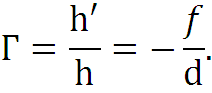 Γ = h′/h = −f/d.